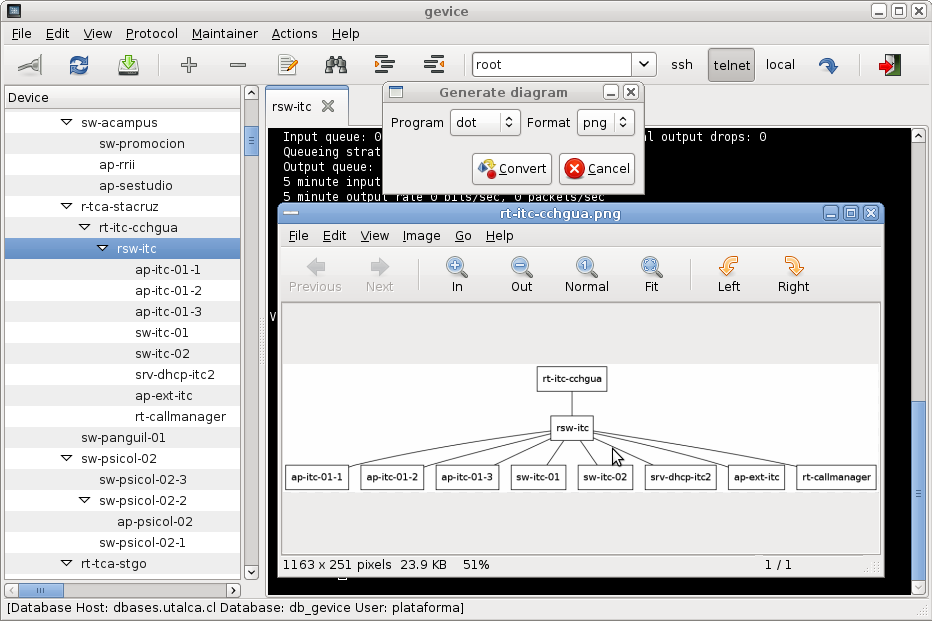 gevice
File Edit View Protocol Maintainer Actions Help
root ssh telnet local
Device
sw-acampus
sw-promocion
ap-rrii
ap-sestudio
r-tca-stacruz
rt-itc-cchgua
rsw-itc
ap-itc-01-1
ap-itc-01-2
ap-itc-01-3
sw-itc-01
sw-itc-02
srv-dhcp-itc2
ap-ext-itc
rt-callmanager
sw-panguil-01
sw-psicol-02
sw-psicol-02-3
sw-psicol-02-2
ap-psicol-02
sw-psicol-02-1
rt-tca-stgo
rsw-itc
Input queue: 0
l output drops: 0
Queueing strat
Output queue:
5 minute input
5 minute output rate 0 bits/sec, 0 packets/sec
V
Generate diagram
Program dot Format png
Convert Cancel
rt-itc-cchgua.png
File Edit View Image Go Help
Previous Next In Out Normal Fit Left Right
rt-itc-cchgua
rsw-itc
ap-itc-01-1 ap-itc-01-2 ap-itc-01-3 sw-itc-01 sw-itc-02 srv-dhcp-itc2 ap-ext-itc rt-callmanager
1163 x 251 pixels 23.9 KB 51% 1 / 1
[Database Host: dbases.utalca.cl Database: db_gevice User: plataforma]